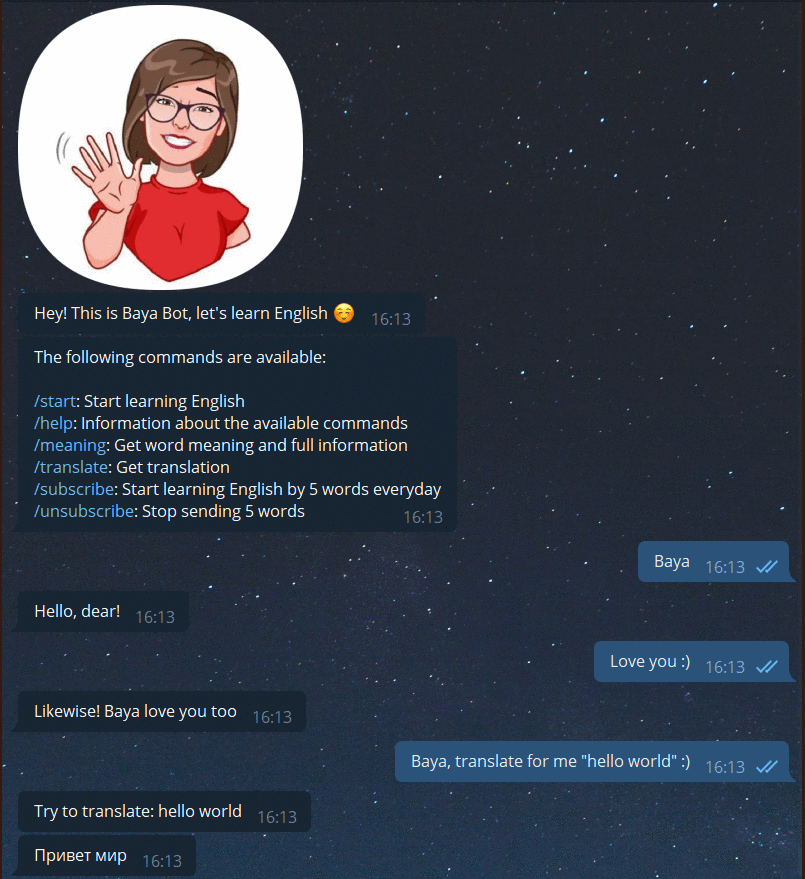 Hey! This is Baya Bot, let's learn English ☺️ 16:13
The following commands are available:
/start: Start learning English
/help: Information about the available commands
/meaning: Get word meaning and full information
/translate: Get translation
/subscribe: Start learning English by 5 words everyday
/unsubscribe: Stop sending 5 words 16:13
Baya 16:13
Hello, dear! 16:13
Love you :) 16:13
Likewise! Baya love you too 16:13
Baya, translate for me "hello world" :) 16:13
Try to translate: hello world 16:13
Привет мир 16:13